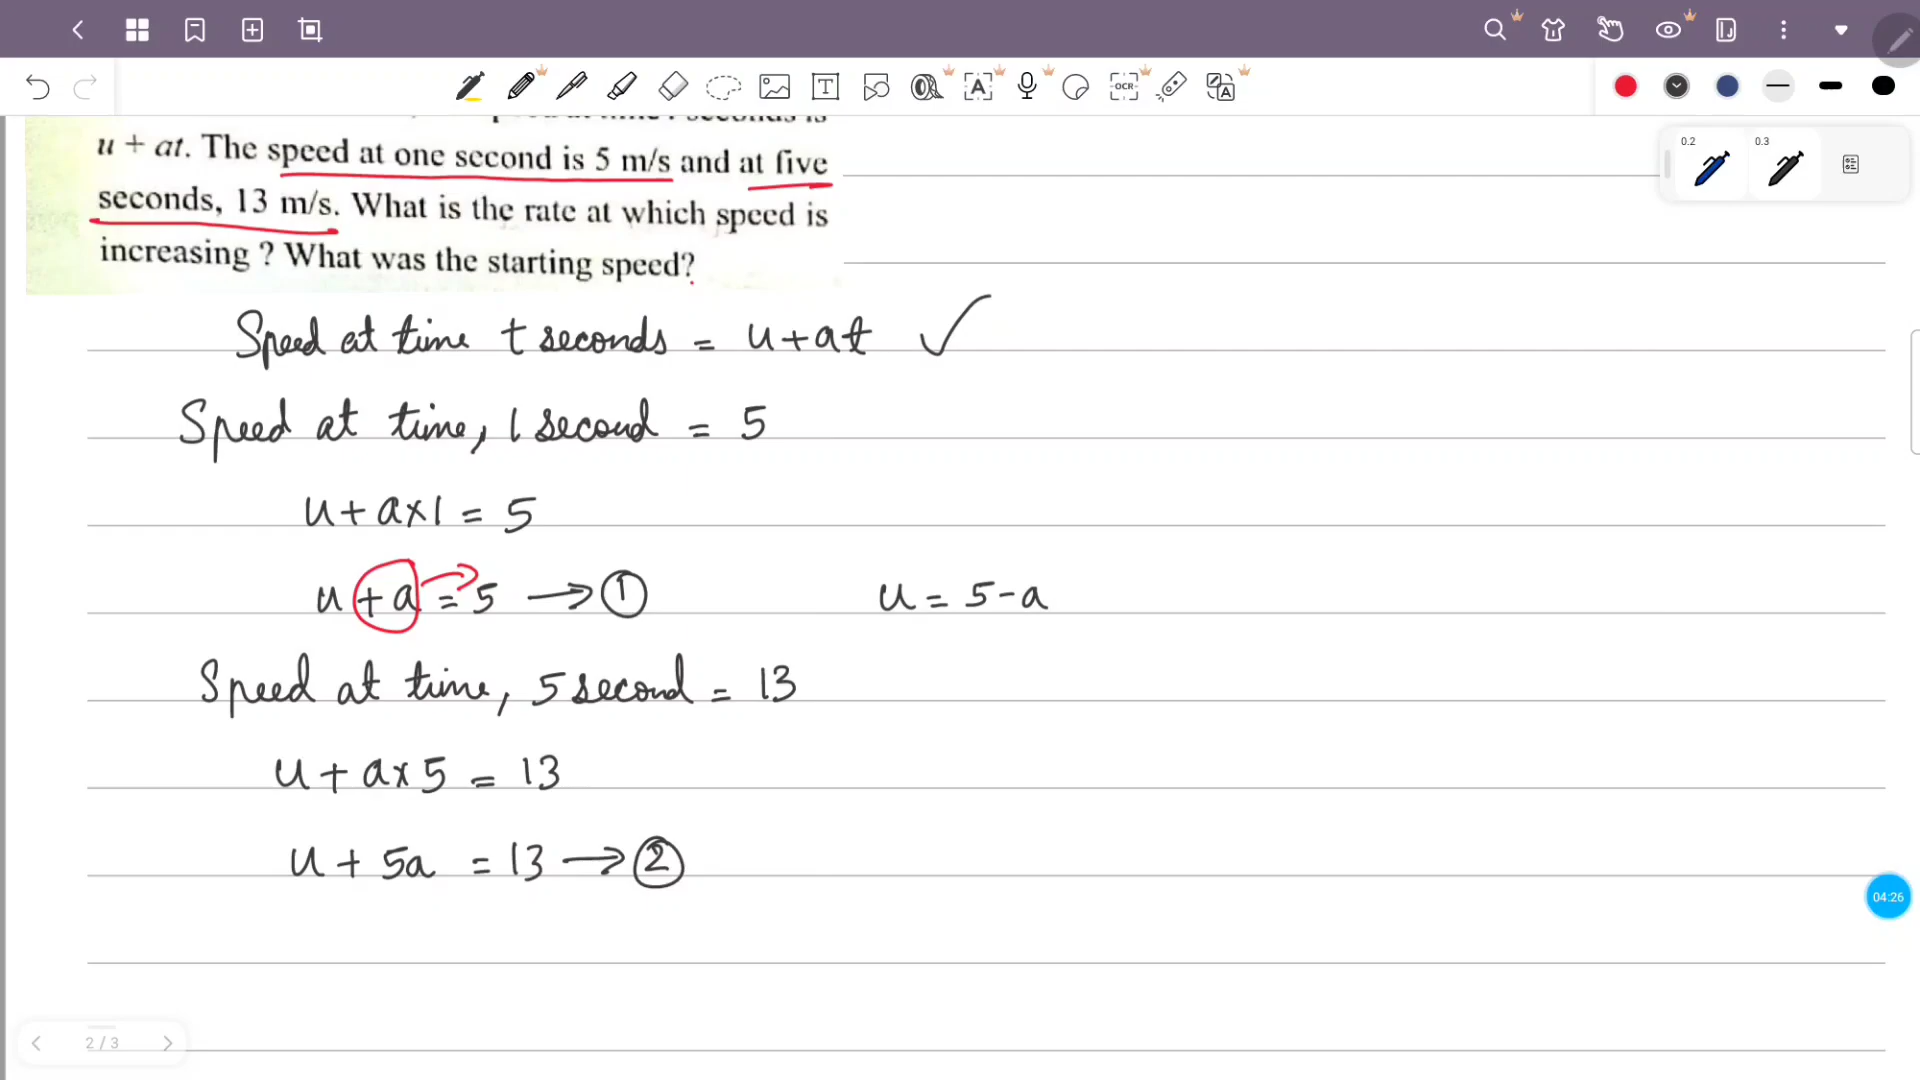 u + at. The speed at one second is 5 m/s and at five
seconds, 13 m/s. What is the rate at which speed is
increasing ? What was the starting speed?
Speed at time t seconds = u+at ✓
Speed at time, 1 second = 5
u+a×1 = 5
u+a = 5 → ① u = 5-a
Speed at time, 5 second = 13
u+a×5 = 13
u + 5a = 13 → ②
0.2
0.3
OCR
04:26
2 / 3